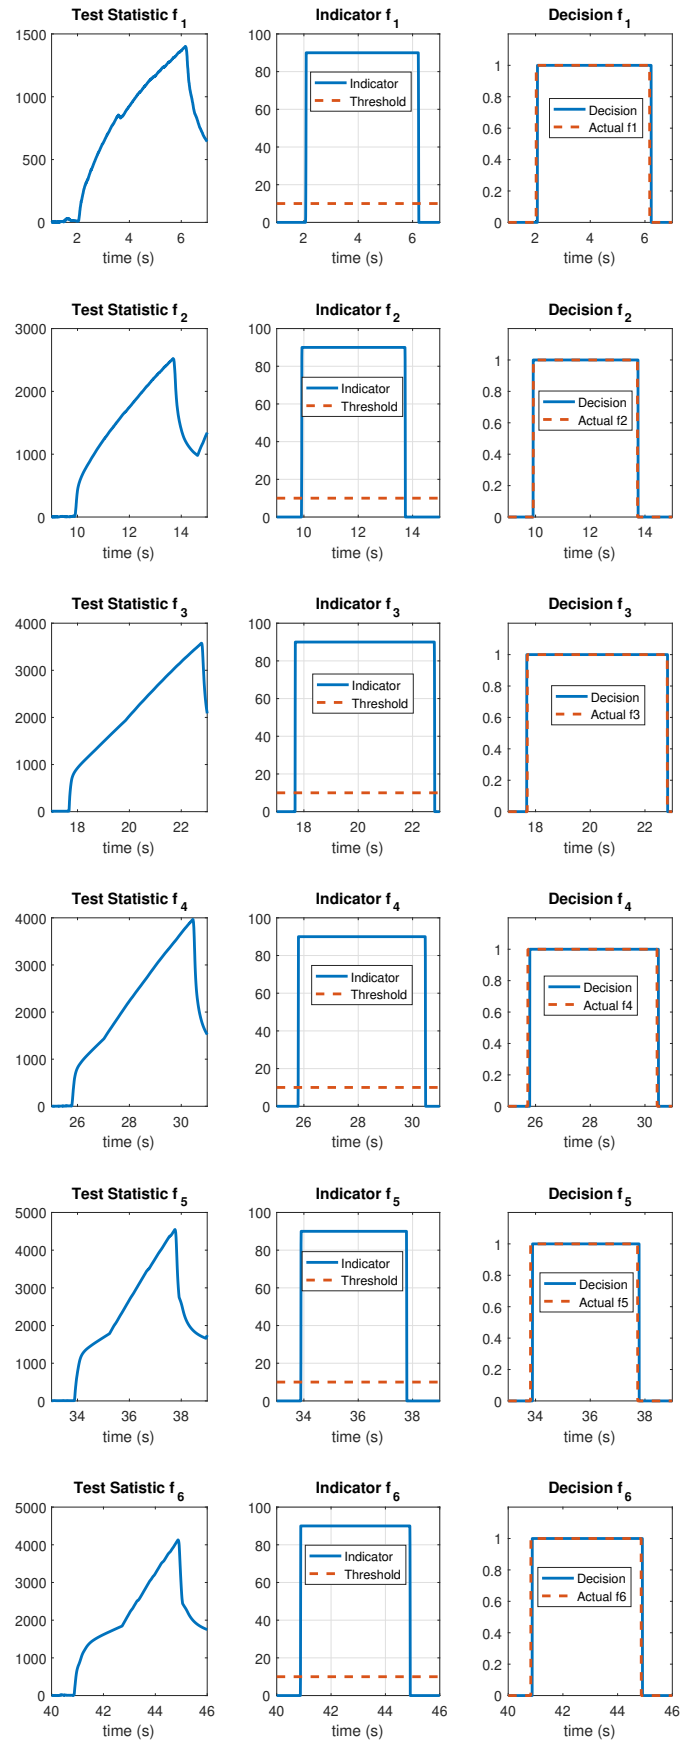 Test Statistic f1
Indicator f1
Decision f1
1500
1000
500
0
2 4 6
time (s)
100
80
60
40
20
0
Indicator
Threshold
2 4 6
time (s)
1
0.8
0.6
0.4
0.2
0
Decision
Actual f1
2 4 6
time (s)
Test Statistic f2
Indicator f2
Decision f2
3000
2000
1000
0
10 12 14
time (s)
100
80
60
40
20
0
Indicator
Threshold
10 12 14
time (s)
1
0.8
0.6
0.4
0.2
0
Decision
Actual f2
10 12 14
time (s)
Test Statistic f3
Indicator f3
Decision f3
4000
3000
2000
1000
0
18 20 22
time (s)
100
80
60
40
20
0
Indicator
Threshold
18 20 22
time (s)
1
0.8
0.6
0.4
0.2
0
Decision
Actual f3
18 20 22
time (s)
Test Statistic f4
Indicator f4
Decision f4
4000
3000
2000
1000
0
26 28 30
time (s)
100
80
60
40
20
0
Indicator
Threshold
26 28 30
time (s)
1
0.8
0.6
0.4
0.2
0
Decision
Actual f4
26 28 30
time (s)
Test Statistic f5
Indicator f5
Decision f5
5000
4000
3000
2000
1000
0
34 36 38
time (s)
100
80
60
40
20
0
Indicator
Threshold
34 36 38
time (s)
1
0.8
0.6
0.4
0.2
0
Decision
Actual f5
34 36 38
time (s)
Test Satistic f6
Indicator f6
Decision f6
5000
4000
3000
2000
1000
0
40 42 44 46
time (s)
100
80
60
40
20
0
Indicator
Threshold
40 42 44 46
time (s)
1
0.8
0.6
0.4
0.2
0
Decision
Actual f6
40 42 44 46
time (s)